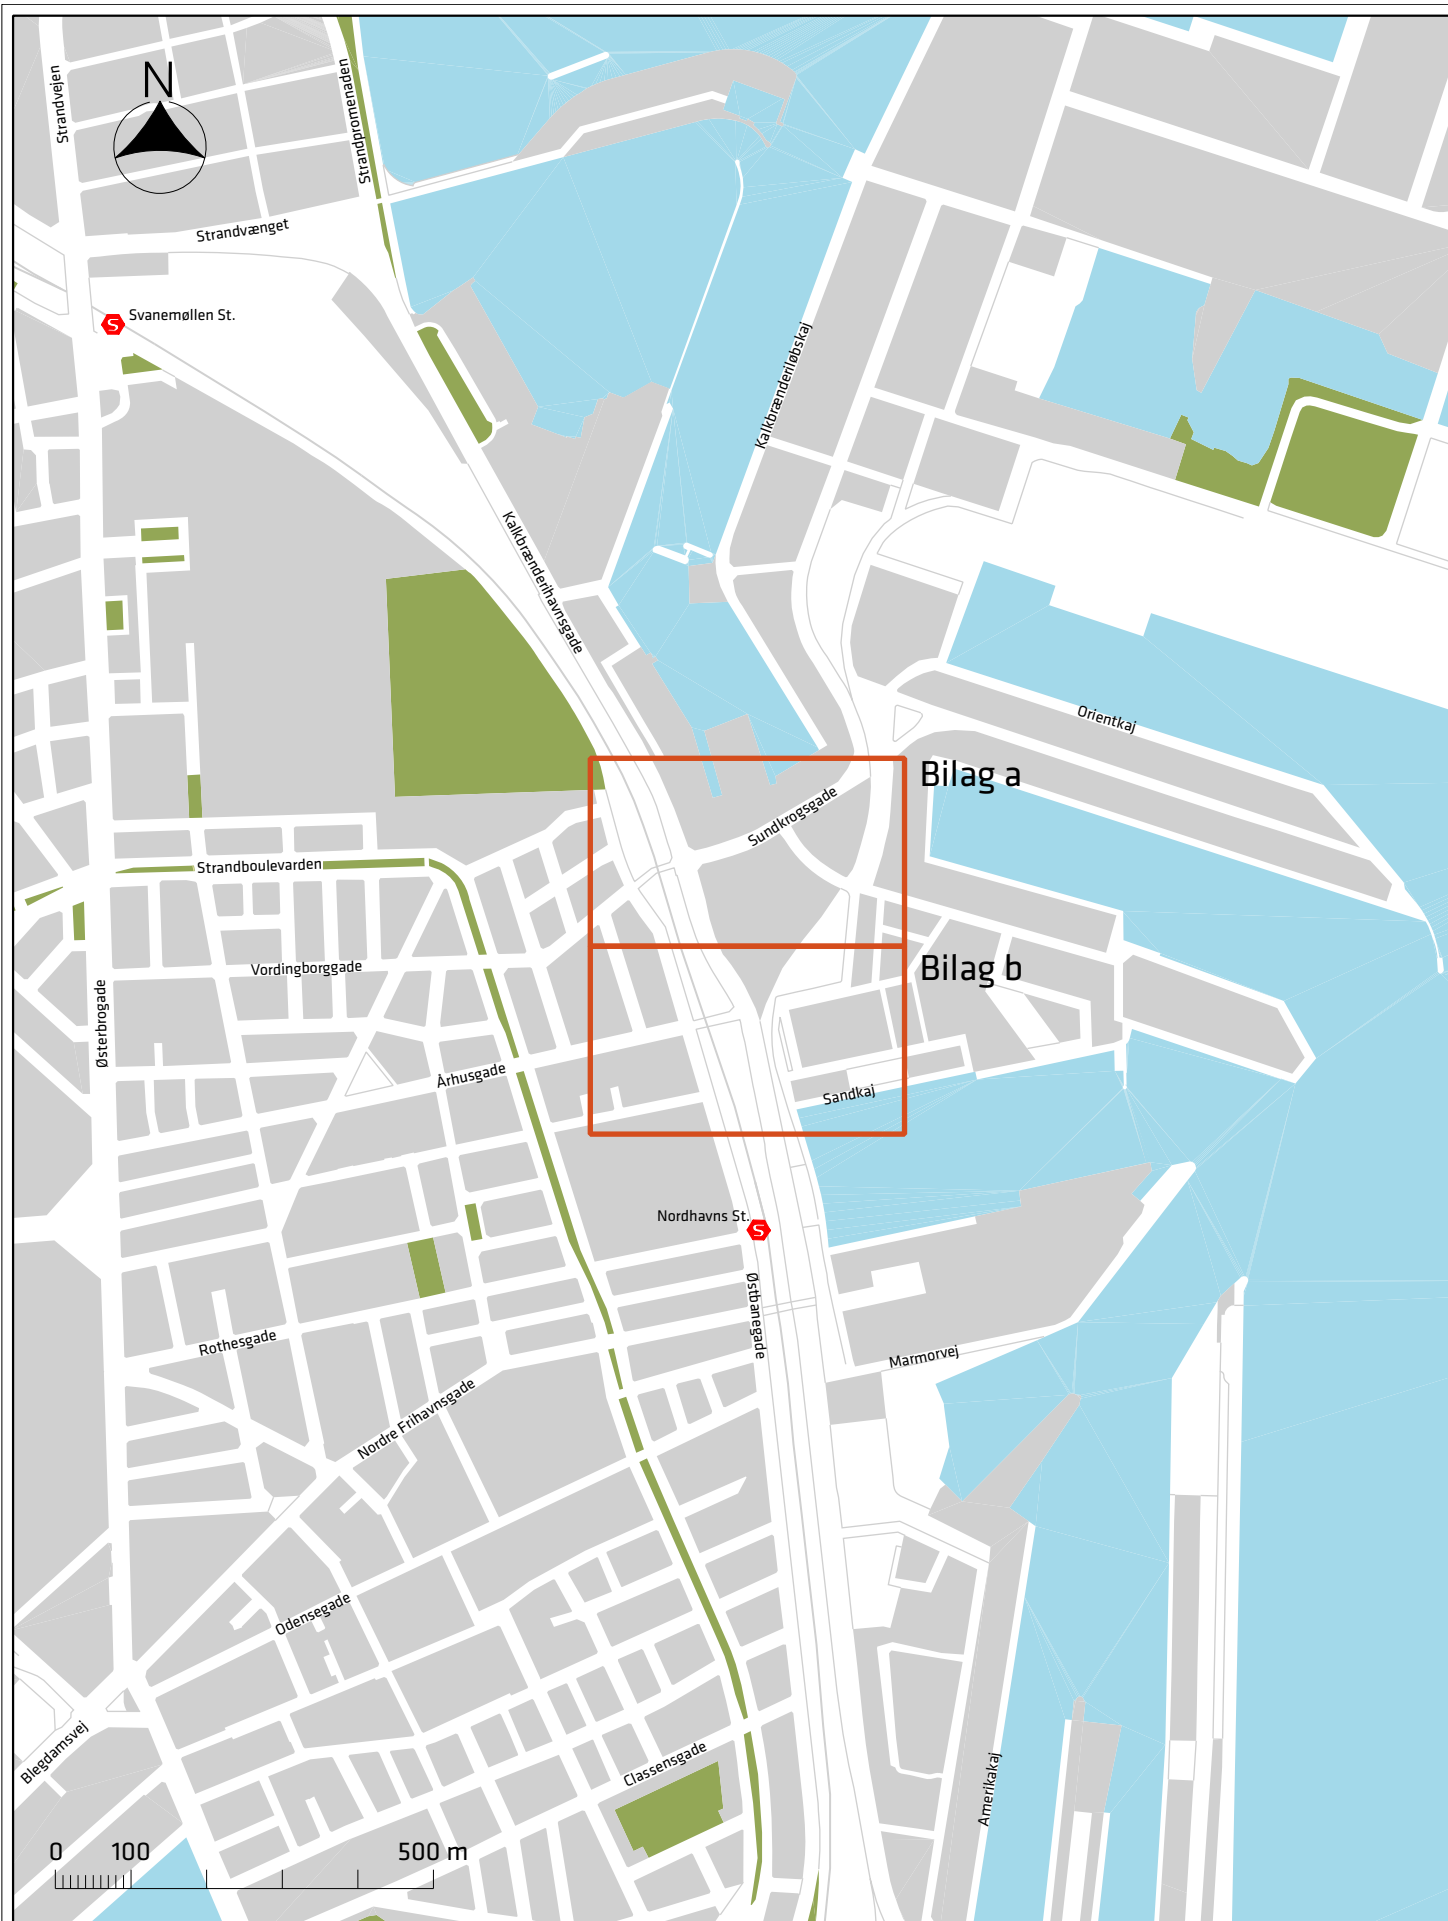 N
Strandvejen
Strandpromenaden
Strandvænget
S
Svanemøllen St.
Kalkbrænderiløbskaj
Kalkbrænderihavnsgade
Orientkaj
Bilag a
Sundkrogsgade
Strandboulevarden
Vordingborggade
Bilag b
Østerbrogade
Århusgade
Sandkaj
Nordhavns St.
S
Østbanegade
Rothesgade
Marmorvej
Nordre Frihavnsgade
Odensegade
Blegdamsvej
Classensgade
Amerikakaj
0 100 500 m